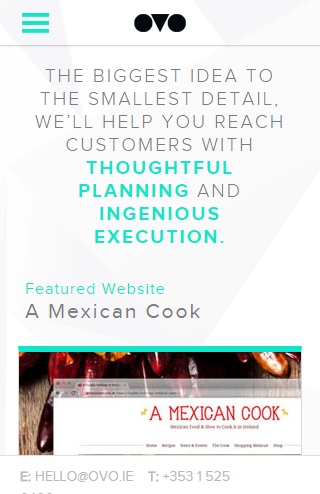 OVO
THE BIGGEST IDEA TO
THE SMALLEST DETAIL,
WE'LL HELP YOU REACH
CUSTOMERS WITH
THOUGHTFUL
PLANNING AND
INGENIOUS
EXECUTION.
Featured Website
A Mexican Cook
A MEXICAN COOK
Mexican Food & How to Cook it in Ireland
Home Recipes News & Events The Cook Shopping Mexican Shop
E: HELLO@OVO.IE T: +353 1 525